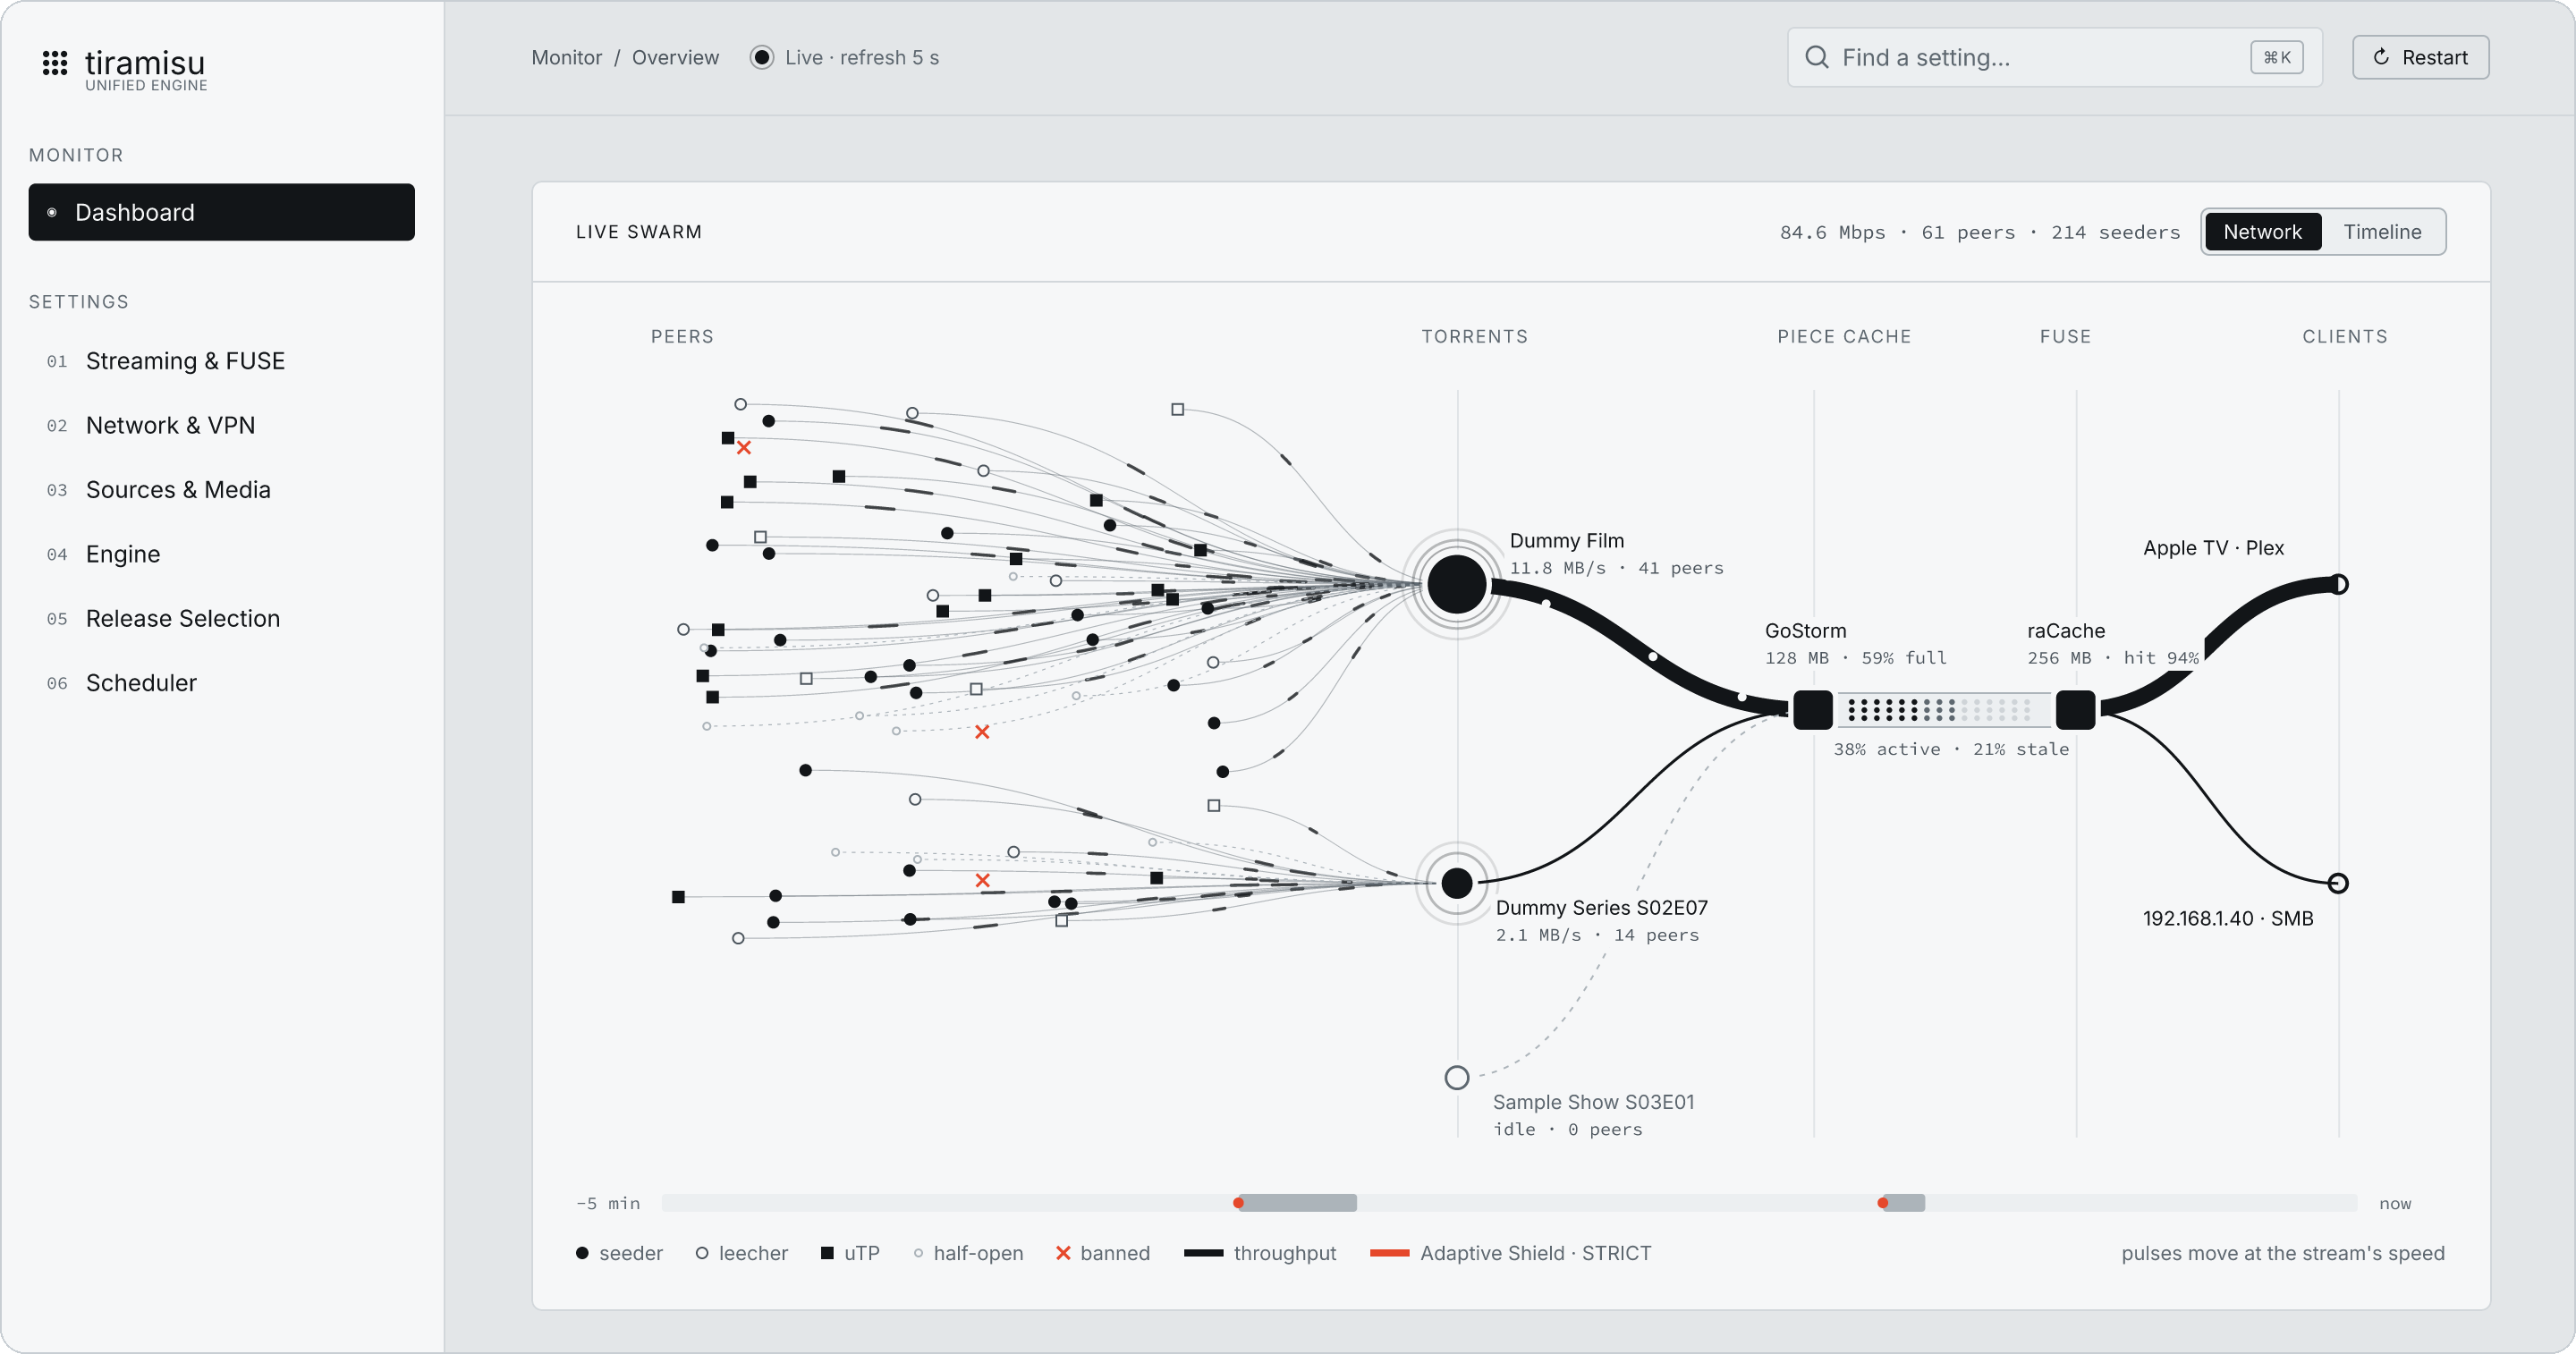 tiramisu
UNIFIED ENGINE
MONITOR
Dashboard
SETTINGS
01 Streaming & FUSE
02 Network & VPN
03 Sources & Media
04 Engine
05 Release Selection
06 Scheduler
Monitor / Overview
Live · refresh 5 s
Find a setting...
⌘K
Restart
LIVE SWARM
84.6 Mbps · 61 peers · 214 seeders
Network
Timeline
PEERS
TORRENTS
PIECE CACHE
FUSE
CLIENTS
Dummy Film
11.8 MB/s · 41 peers
Apple TV · Plex
GoStorm
128 MB · 59% full
raCache
256 MB · hit 94%
38% active · 21% stale
Dummy Series S02E07
2.1 MB/s · 14 peers
192.168.1.40 · SMB
Sample Show S03E01
idle · 0 peers
−5 min
now
seeder
leecher
uTP
half-open
banned
throughput
Adaptive Shield · STRICT
pulses move at the stream's speed